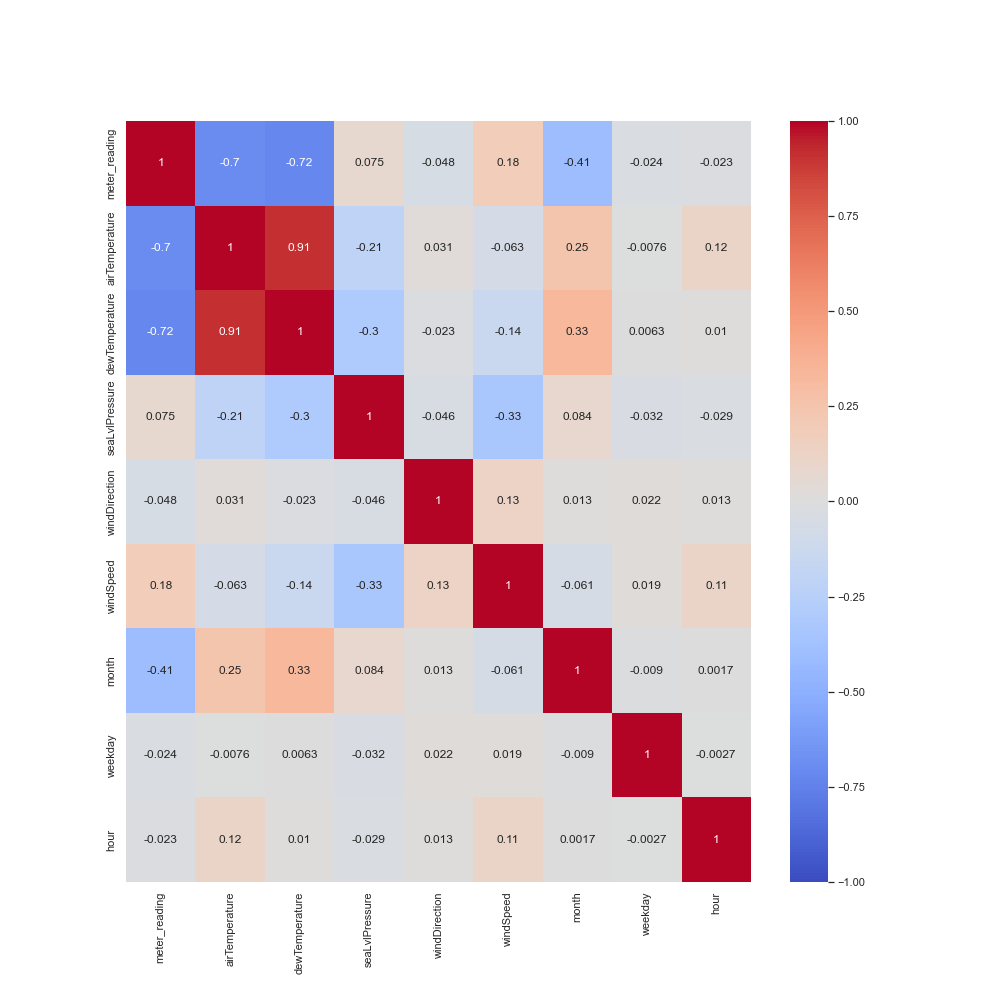 meter_reading 1 -0.7 -0.72 0.075 -0.048 0.18 -0.41 -0.024 -0.023
airTemperature -0.7 1 0.91 -0.21 0.031 -0.063 0.25 -0.0076 0.12
dewTemperature -0.72 0.91 1 -0.3 -0.023 -0.14 0.33 0.0063 0.01
seaLvlPressure 0.075 -0.21 -0.3 1 -0.046 -0.33 0.084 -0.032 -0.029
windDirection -0.048 0.031 -0.023 -0.046 1 0.13 0.013 0.022 0.013
windSpeed 0.18 -0.063 -0.14 -0.33 0.13 1 -0.061 0.019 0.11
month -0.41 0.25 0.33 0.084 0.013 -0.061 1 -0.009 0.0017
weekday -0.024 -0.0076 0.0063 -0.032 0.022 0.019 -0.009 1 -0.0027
hour -0.023 0.12 0.01 -0.029 0.013 0.11 0.0017 -0.0027 1
meter_reading airTemperature dewTemperature seaLvlPressure windDirection windSpeed month weekday hour
1.00
0.75
0.50
0.25
0.00
−0.25
−0.50
−0.75
−1.00